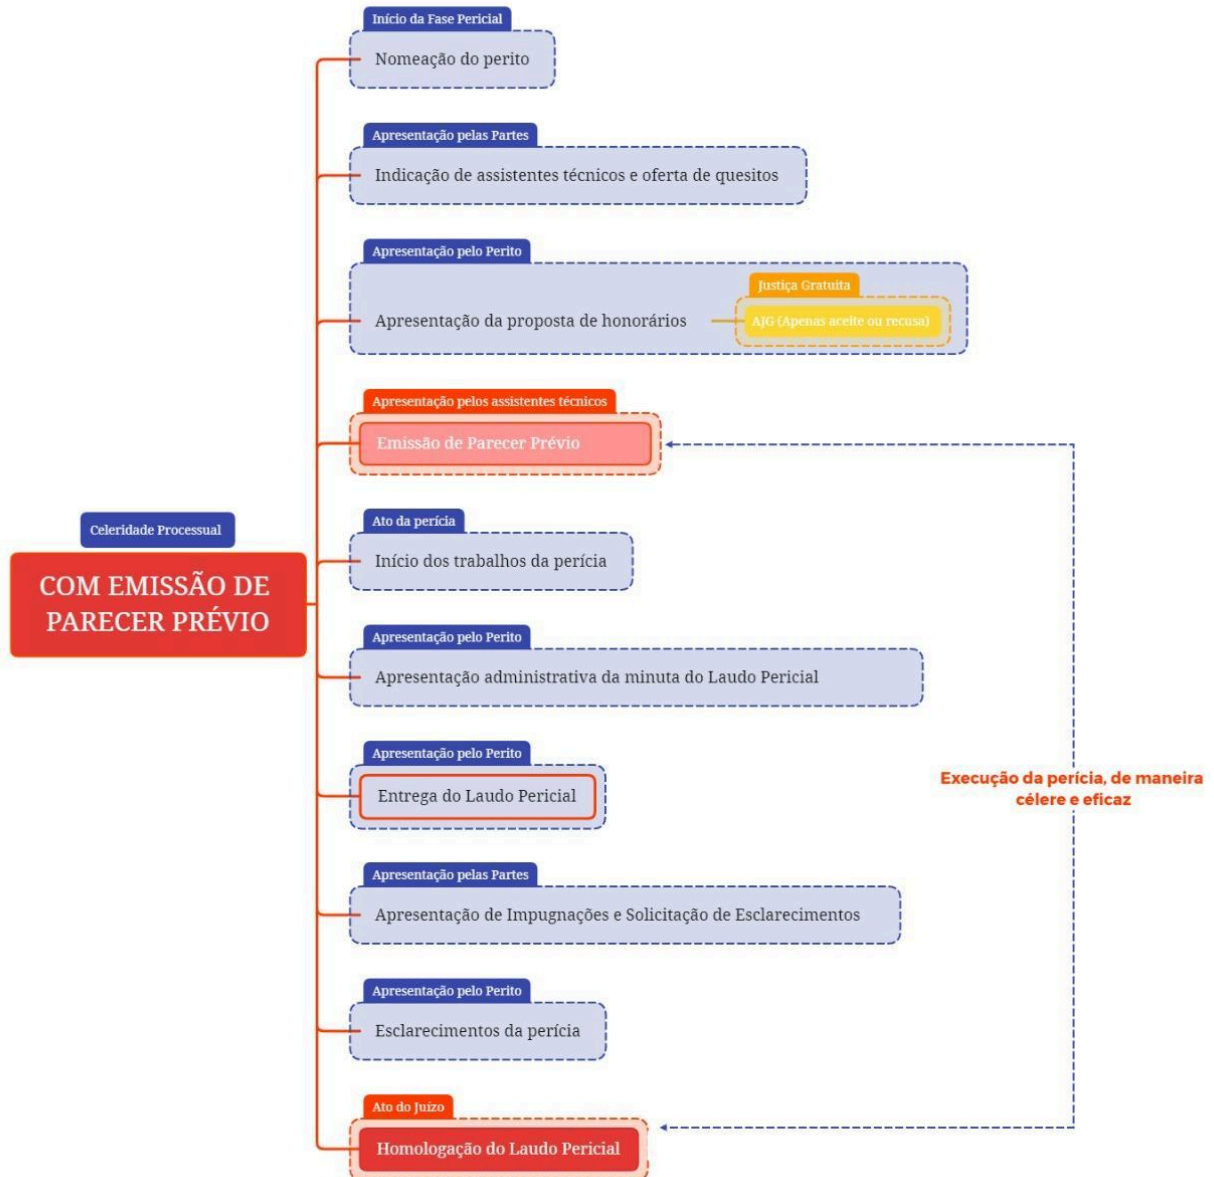 Início da Fase Pericial
Nomeação do perito
Apresentação pelas Partes
Indicação de assistentes técnicos e oferta de quesitos
Apresentação pelo Perito
Justiça Gratuita
Apresentação da proposta de honorários
AJG (Apenas aceite ou recusa)
Apresentação pelos assistentes técnicos
Emissão de Parecer Prévio
Celeridade Processual
COM EMISSÃO DE
PARECER PRÉVIO
Ato da perícia
Início dos trabalhos da perícia
Apresentação pelo Perito
Apresentação administrativa da minuta do Laudo Pericial
Apresentação pelo Perito
Entrega do Laudo Pericial
Execução da perícia, de maneira
célere e eficaz
Apresentação pelas Partes
Apresentação de Impugnações e Solicitação de Esclarecimentos
Apresentação pelo Perito
Esclarecimentos da perícia
Ato do Juízo
Homologação do Laudo Pericial